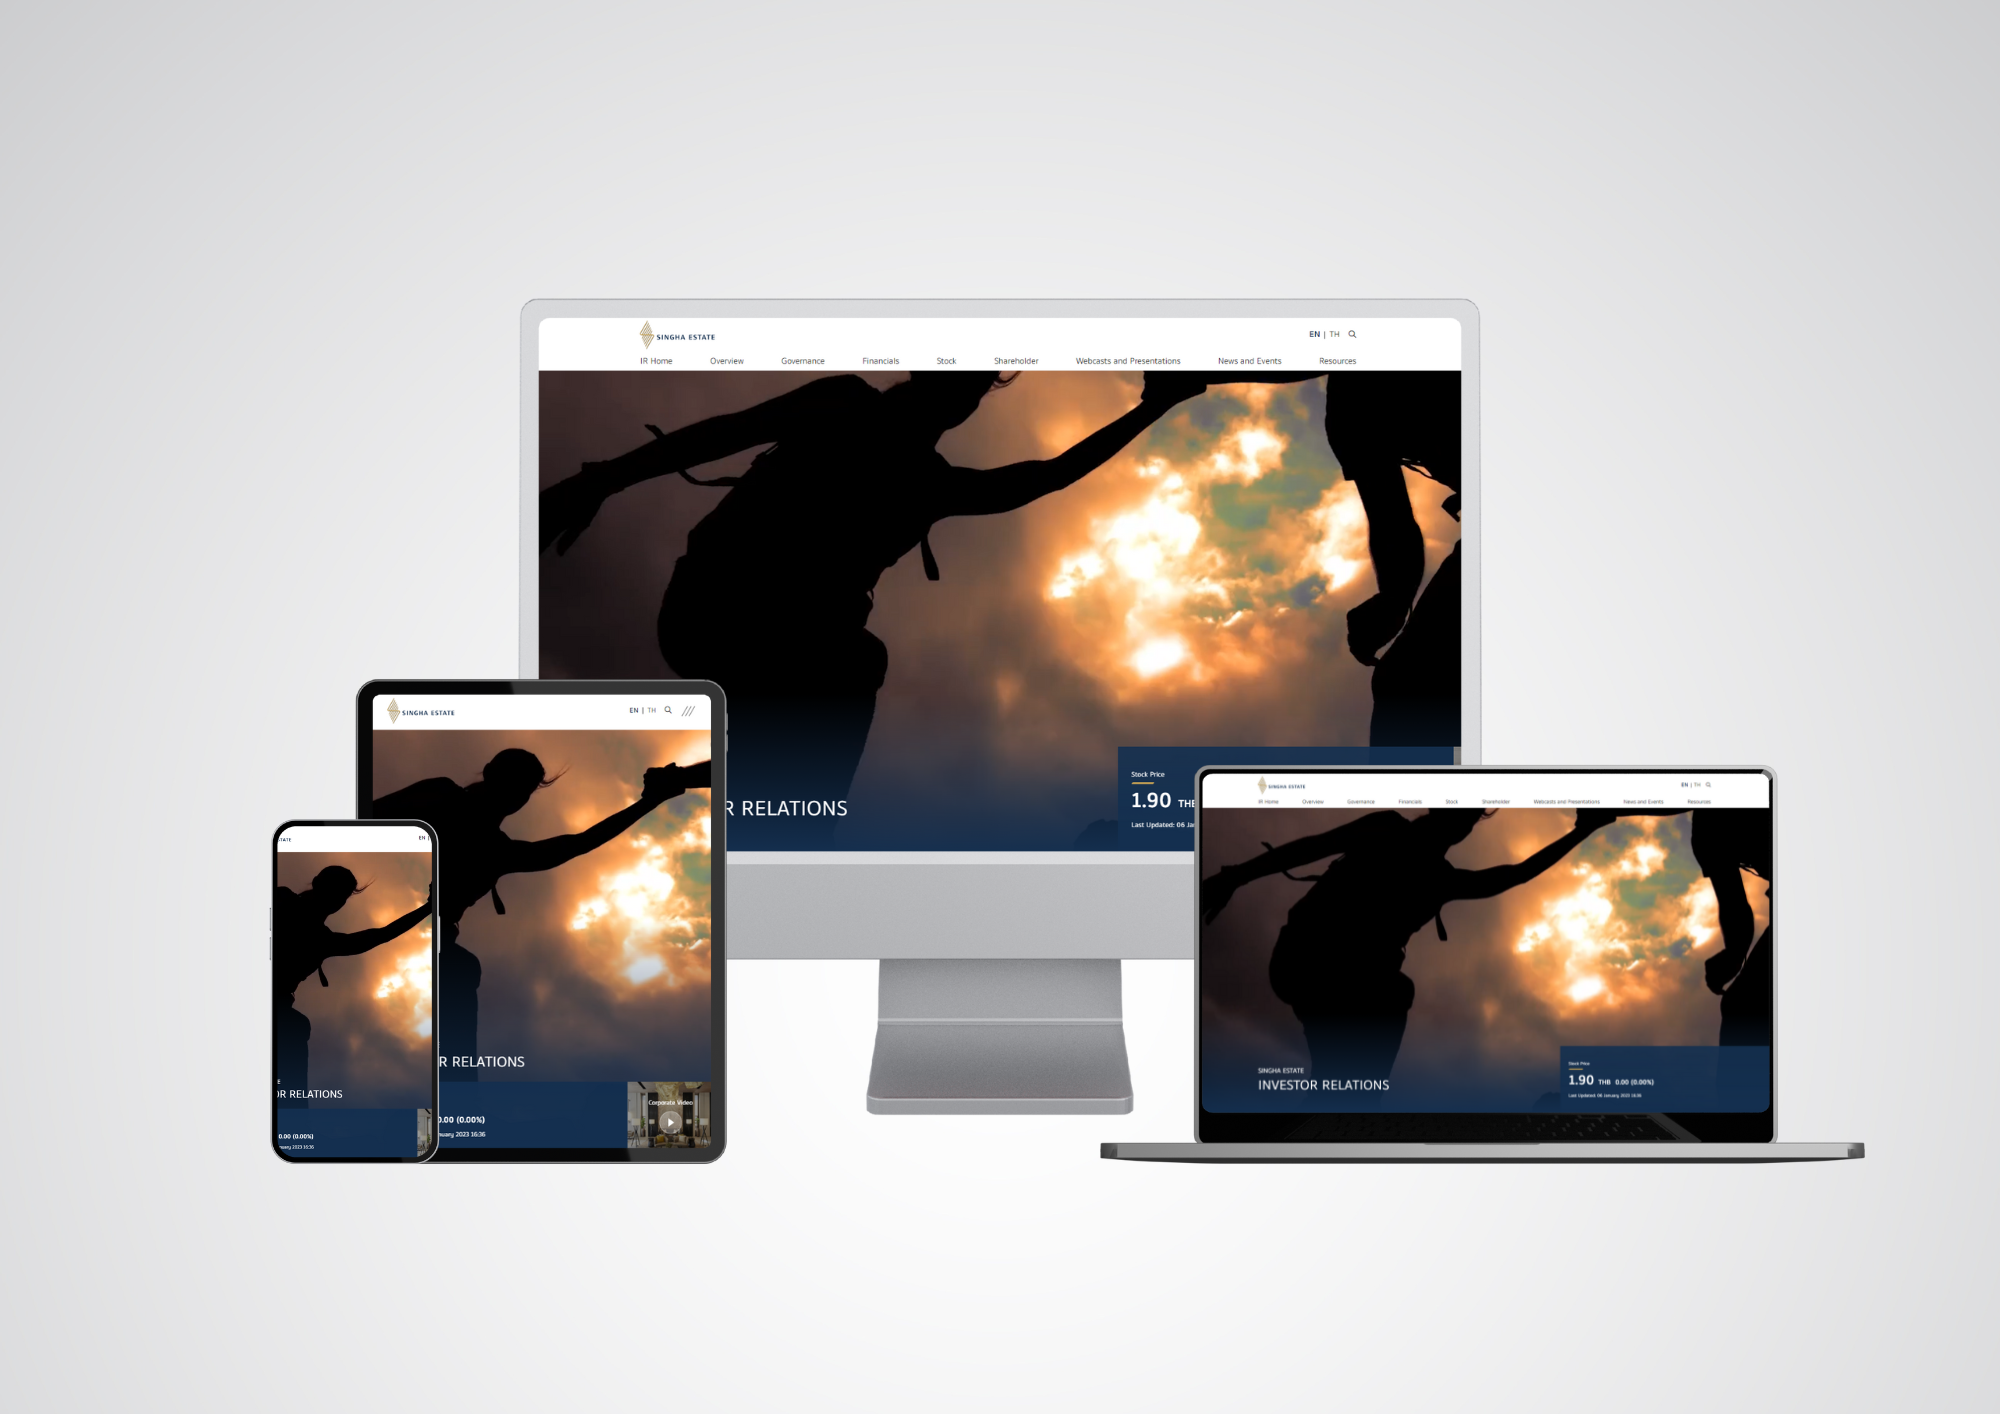 SINGHA ESTATE
EN | TH
IR Home Overview Governance Financials Stock Shareholder Webcasts and Presentations News and Events Resources
R RELATIONS
Stock Price
1.90 THB
Last Updated: 06 Jan
SINGHA ESTATE
EN | TH
R RELATIONS
0.00 (0.00%)
nuary 2023 16:36
Corporate Video
TATE
EN |
OR RELATIONS
0.00 (0.00%)
nuary 2023 16:36
SINGHA ESTATE
EN | TH
IR Home Overview Governance Financials Stock Shareholder Webcasts and Presentations News and Events Resources
SINGHA ESTATE
INVESTOR RELATIONS
Stock Price
1.90 THB 0.00 (0.00%)
Last Updated: 06 January 2023 16:36